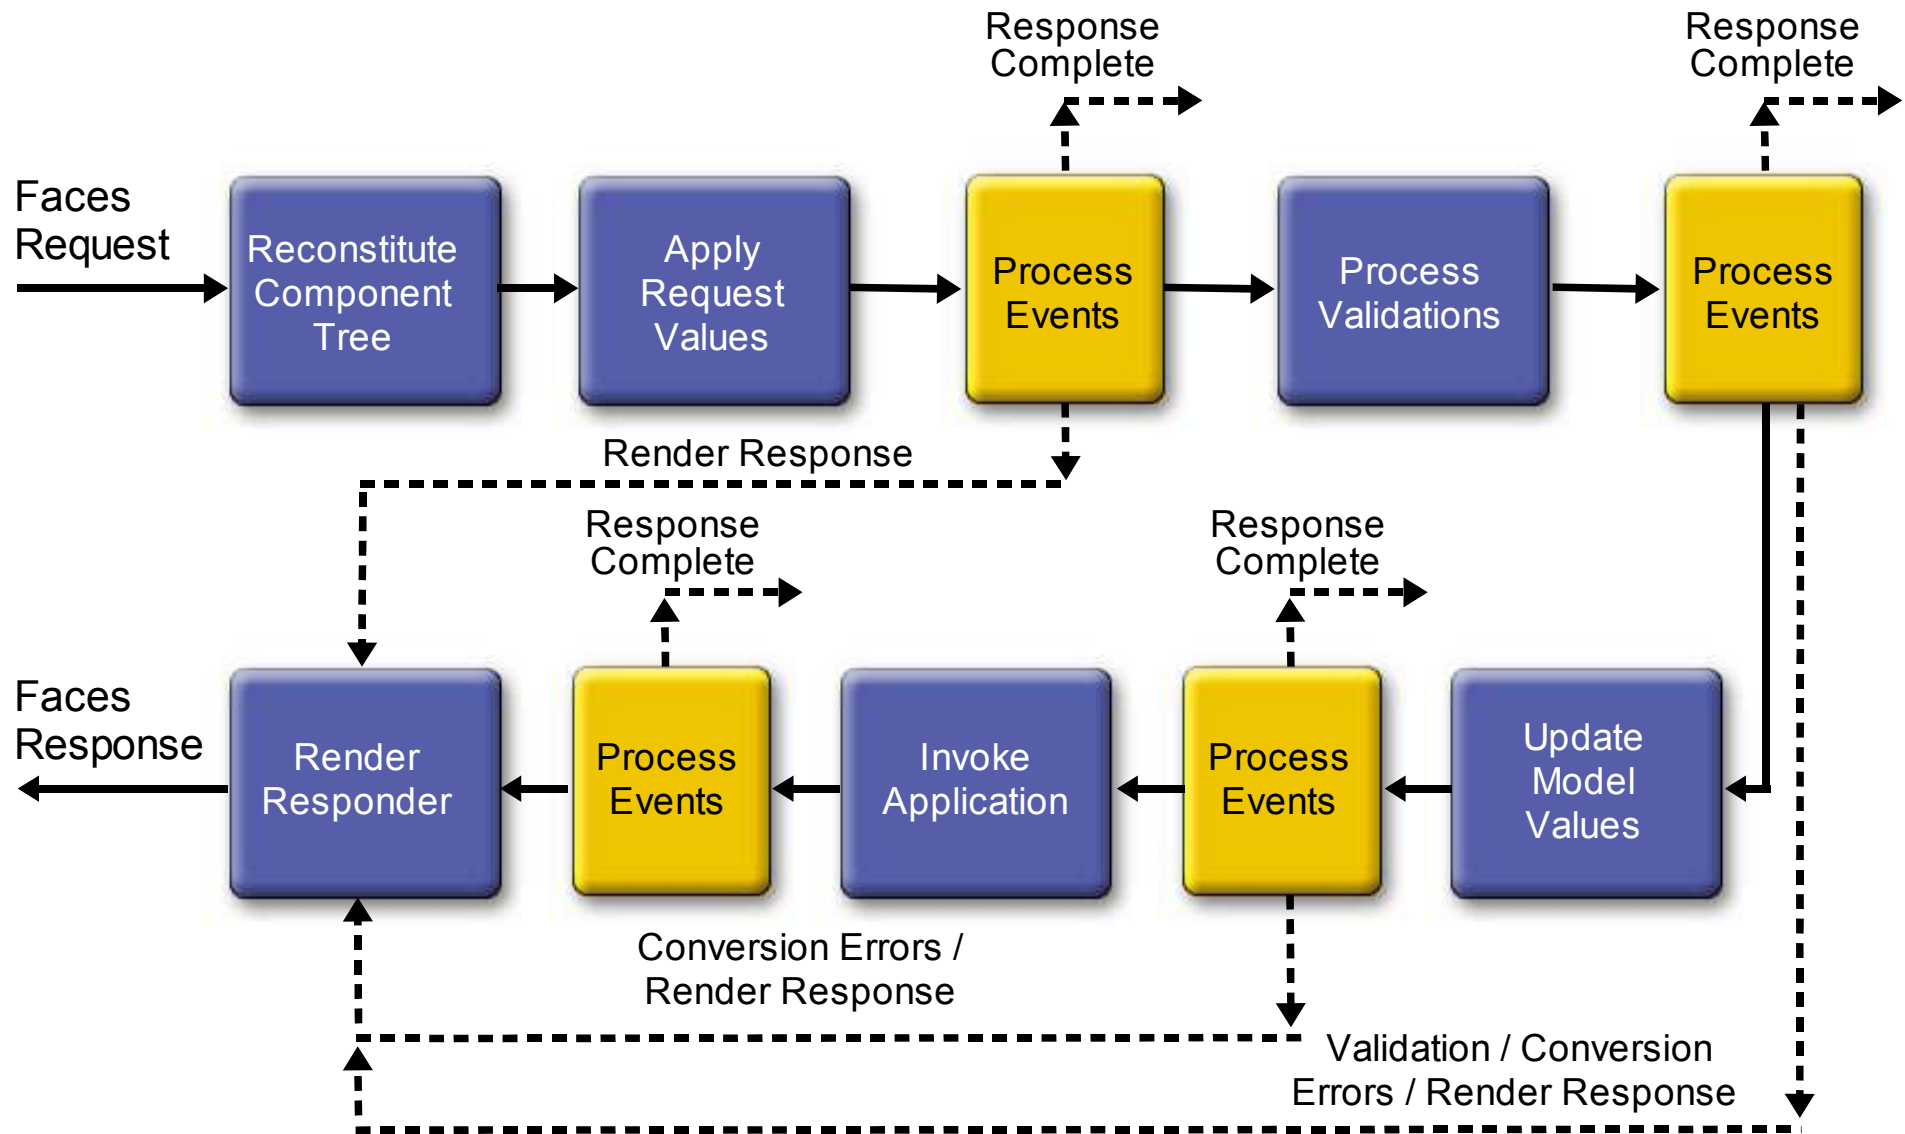 Response
Complete
Response
Complete
Faces
Request
Reconstitute
Component
Tree
Apply
Request
Values
Process
Events
Process
Validations
Process
Events
Render Response
Response
Complete
Response
Complete
Faces
Response
Render
Responder
Process
Events
Invoke
Application
Process
Events
Update
Model
Values
Conversion Errors /
Render Response
Validation / Conversion
Errors / Render Response